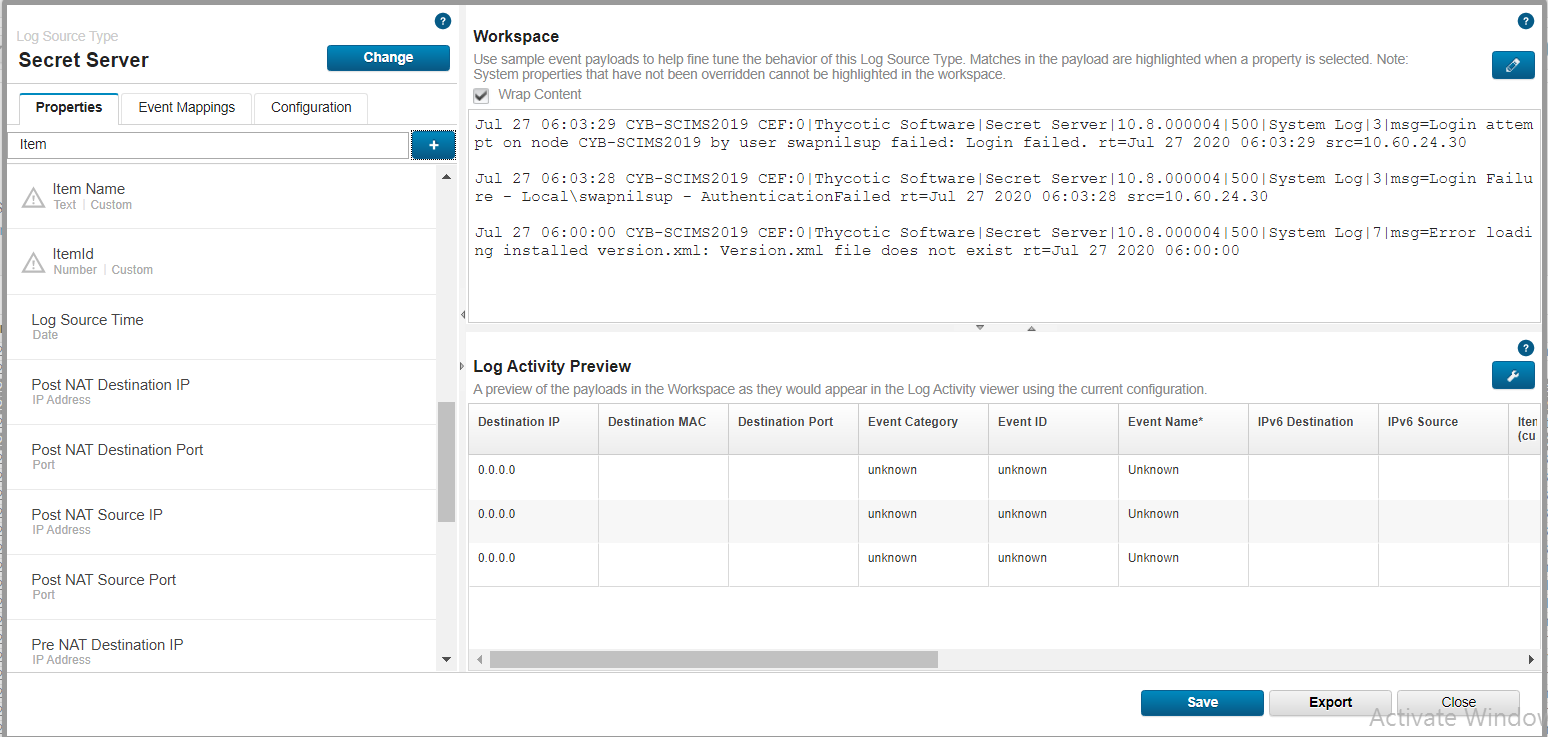 Log Source Type
Secret Server
Change
?
Properties
Event Mappings
Configuration
Item
+
Item Name
Text | Custom
ItemId
Number | Custom
Log Source Time
Date
Post NAT Destination IP
IP Address
Post NAT Destination Port
Port
Post NAT Source IP
IP Address
Post NAT Source Port
Port
Pre NAT Destination IP
IP Address
?
Workspace
Use sample event payloads to help fine tune the behavior of this Log Source Type. Matches in the payload are highlighted when a property is selected. Note:
System properties that have not been overridden cannot be highlighted in the workspace.
Wrap Content
Jul 27 06:03:29 CYB-SCIMS2019 CEF:0|Thycotic Software|Secret Server|10.8.000004|500|System Log|3|msg=Login attem
pt on node CYB-SCIMS2019 by user swapnilsup failed: Login failed. rt=Jul 27 2020 06:03:29 src=10.60.24.30
Jul 27 06:03:28 CYB-SCIMS2019 CEF:0|Thycotic Software|Secret Server|10.8.000004|500|System Log|3|msg=Login Failu
re - Local\swapnilsup - AuthenticationFailed rt=Jul 27 2020 06:03:28 src=10.60.24.30
Jul 27 06:00:00 CYB-SCIMS2019 CEF:0|Thycotic Software|Secret Server|10.8.000004|500|System Log|7|msg=Error loadi
ng installed version.xml: Version.xml file does not exist rt=Jul 27 2020 06:00:00
?
Log Activity Preview
A preview of the payloads in the Workspace as they would appear in the Log Activity viewer using the current configuration.
Destination IP Destination MAC Destination Port Event Category Event ID Event Name* IPv6 Destination IPv6 Source
0.0.0.0 unknown unknown Unknown
0.0.0.0 unknown unknown Unknown
0.0.0.0 unknown unknown Unknown
Save
Export
Close
Activate Window